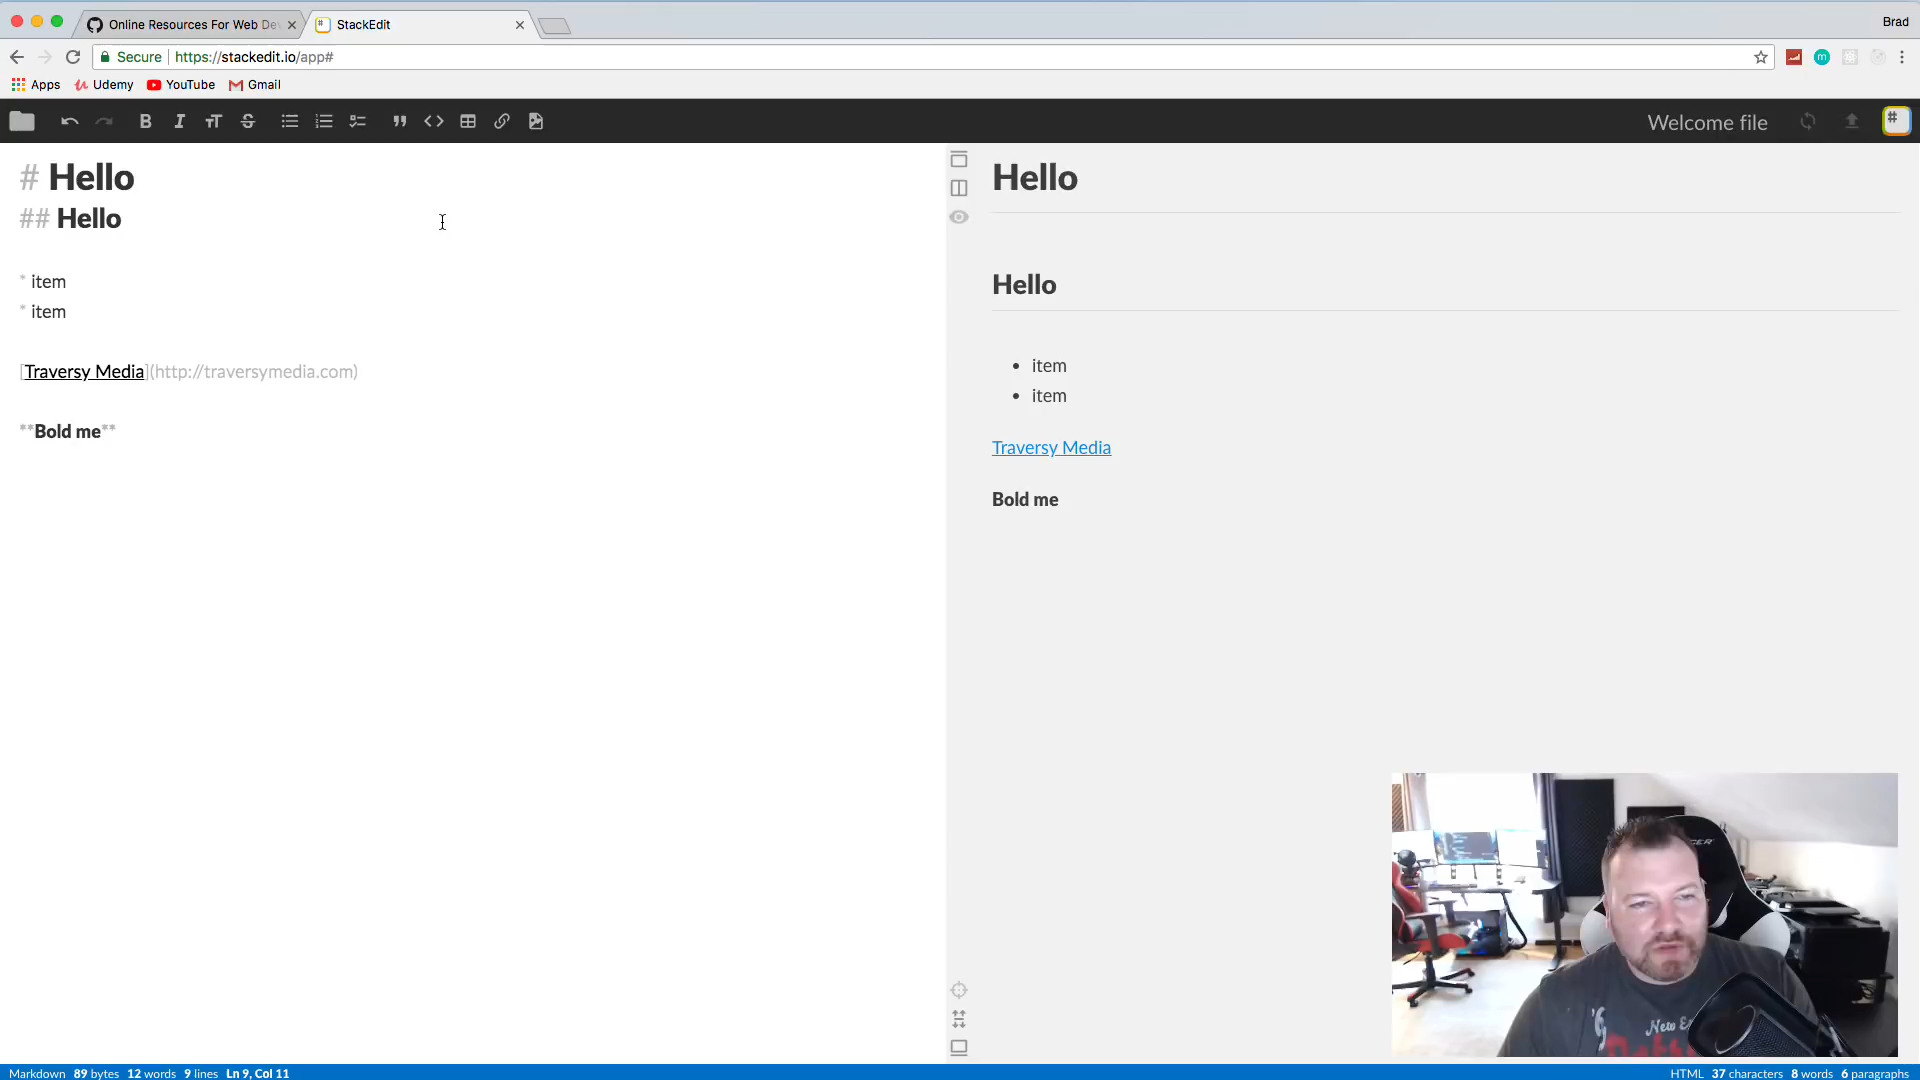 Online Resources For Web De
StackEdit
Brad
Secure
https://stackedit.io/app#
Apps
Udemy
YouTube
Gmail
Welcome file
# Hello
## Hello
* item
* item
[Traversy Media](http://traversymedia.com)
**Bold me**
Hello
Hello
• item
• item
Traversy Media
Bold me
New E
Markdown 89 bytes 12 words 9 lines Ln 9, Col 11
HTML 37 characters 8 words 6 paragraphs